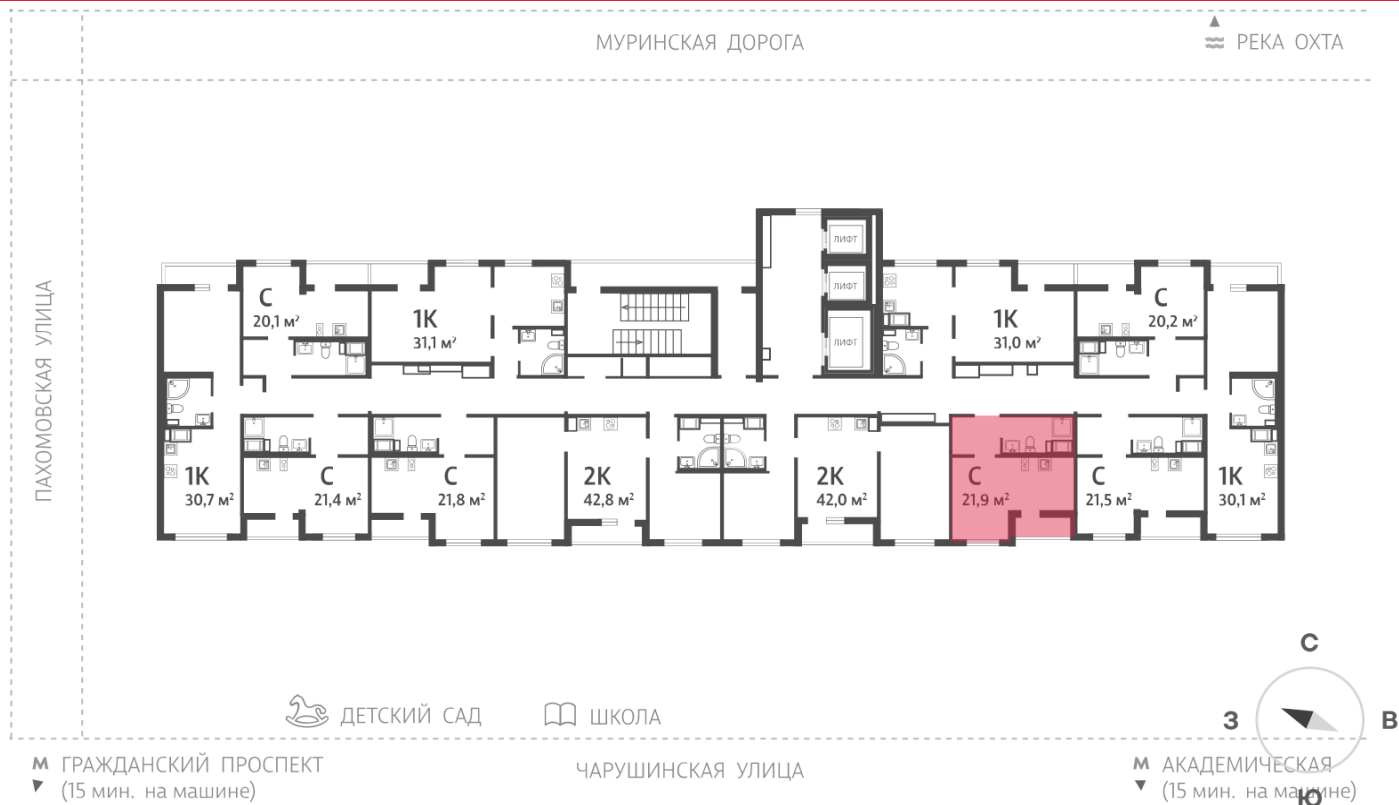 МУРИНСКАЯ ДОРОГА
РЕКА ОХТА
ПАХОМОВСКАЯ УЛИЦА
ЛИФТ
ЛИФТ
ЛИФТ
С
20,1 м²
1К
31,1 м²
1К
31,0 м²
С
20,2 м²
1К
30,7 м²
С
21,4 м²
С
21,8 м²
2К
42,8 м²
2К
42,0 м²
С
21,9 м²
С
21,5 м²
1К
30,1 м²
ДЕТСКИЙ САД
ШКОЛА
С
З
В
Ю
М ГРАЖДАНСКИЙ ПРОСПЕКТ
(15 мин. на машине)
ЧАРУШИНСКАЯ УЛИЦА
М АКАДЕМИЧЕСКАЯ
(15 мин. на машине)